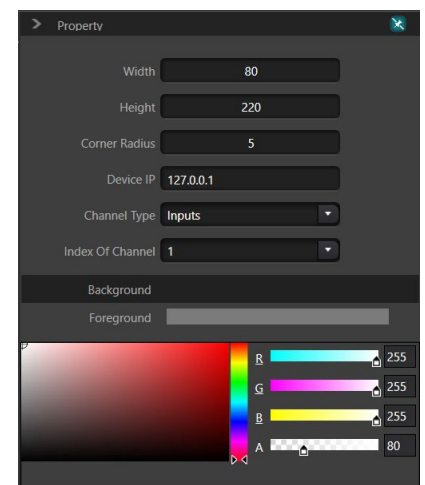 > Property
Width 80
Height 220
Corner Radius 5
Device IP 127.0.0.1
Channel Type Inputs
Index Of Channel 1
Background
Foreground
R 255
G 255
B 255
A 80